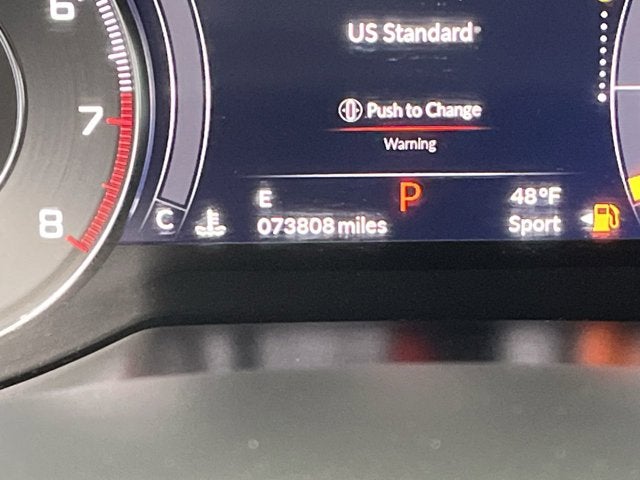 6
7
8
US Standard
Push to Change
Warning
E
P
48°F
C
073808 miles
Sport